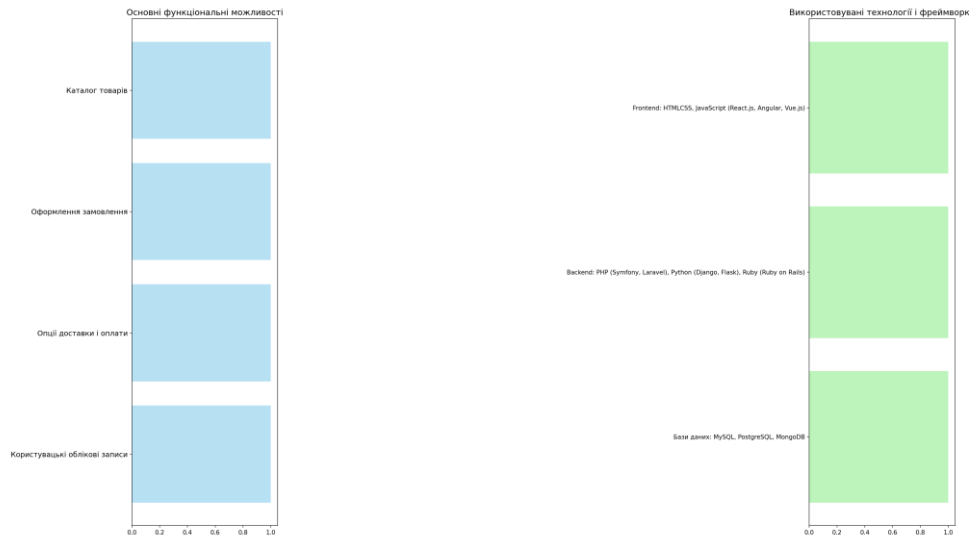 Основні функціональні можливості
Каталог товарів
Оформлення замовлення
Опції доставки і оплати
Користувацькі облікові записи
0.0 0.2 0.4 0.6 0.8 1.0
Використовувані технології і фреймворк
Frontend: HTMLCSS, JavaScript (React.js, Angular, Vue.js)
Backend: PHP (Symfony, Laravel), Python (Django, Flask), Ruby (Ruby on Rails)
Бази даних: MySQL, PostgreSQL, MongoDB
0.0 0.2 0.4 0.6 0.8 1.0